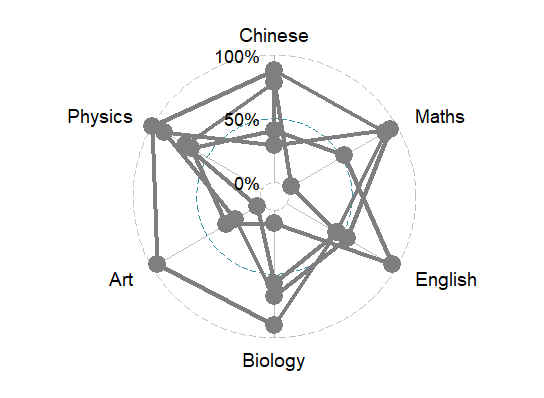 Chinese
100%
Physics
50%
Maths
0%
Art
English
Biology